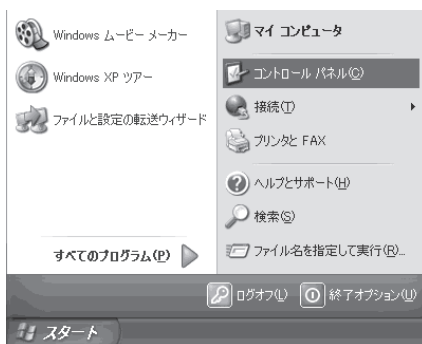 Windows ムービー メーカー
Windows XP ツアー
ファイルと設定の転送ウィザード
すべてのプログラム(P)
マイ コンピュータ
コントロール パネル(C)
接続(T)
プリンタと FAX
ヘルプとサポート(H)
検索(S)
ファイル名を指定して実行(R)...
ログオフ(L)
終了オプション(U)
スタート